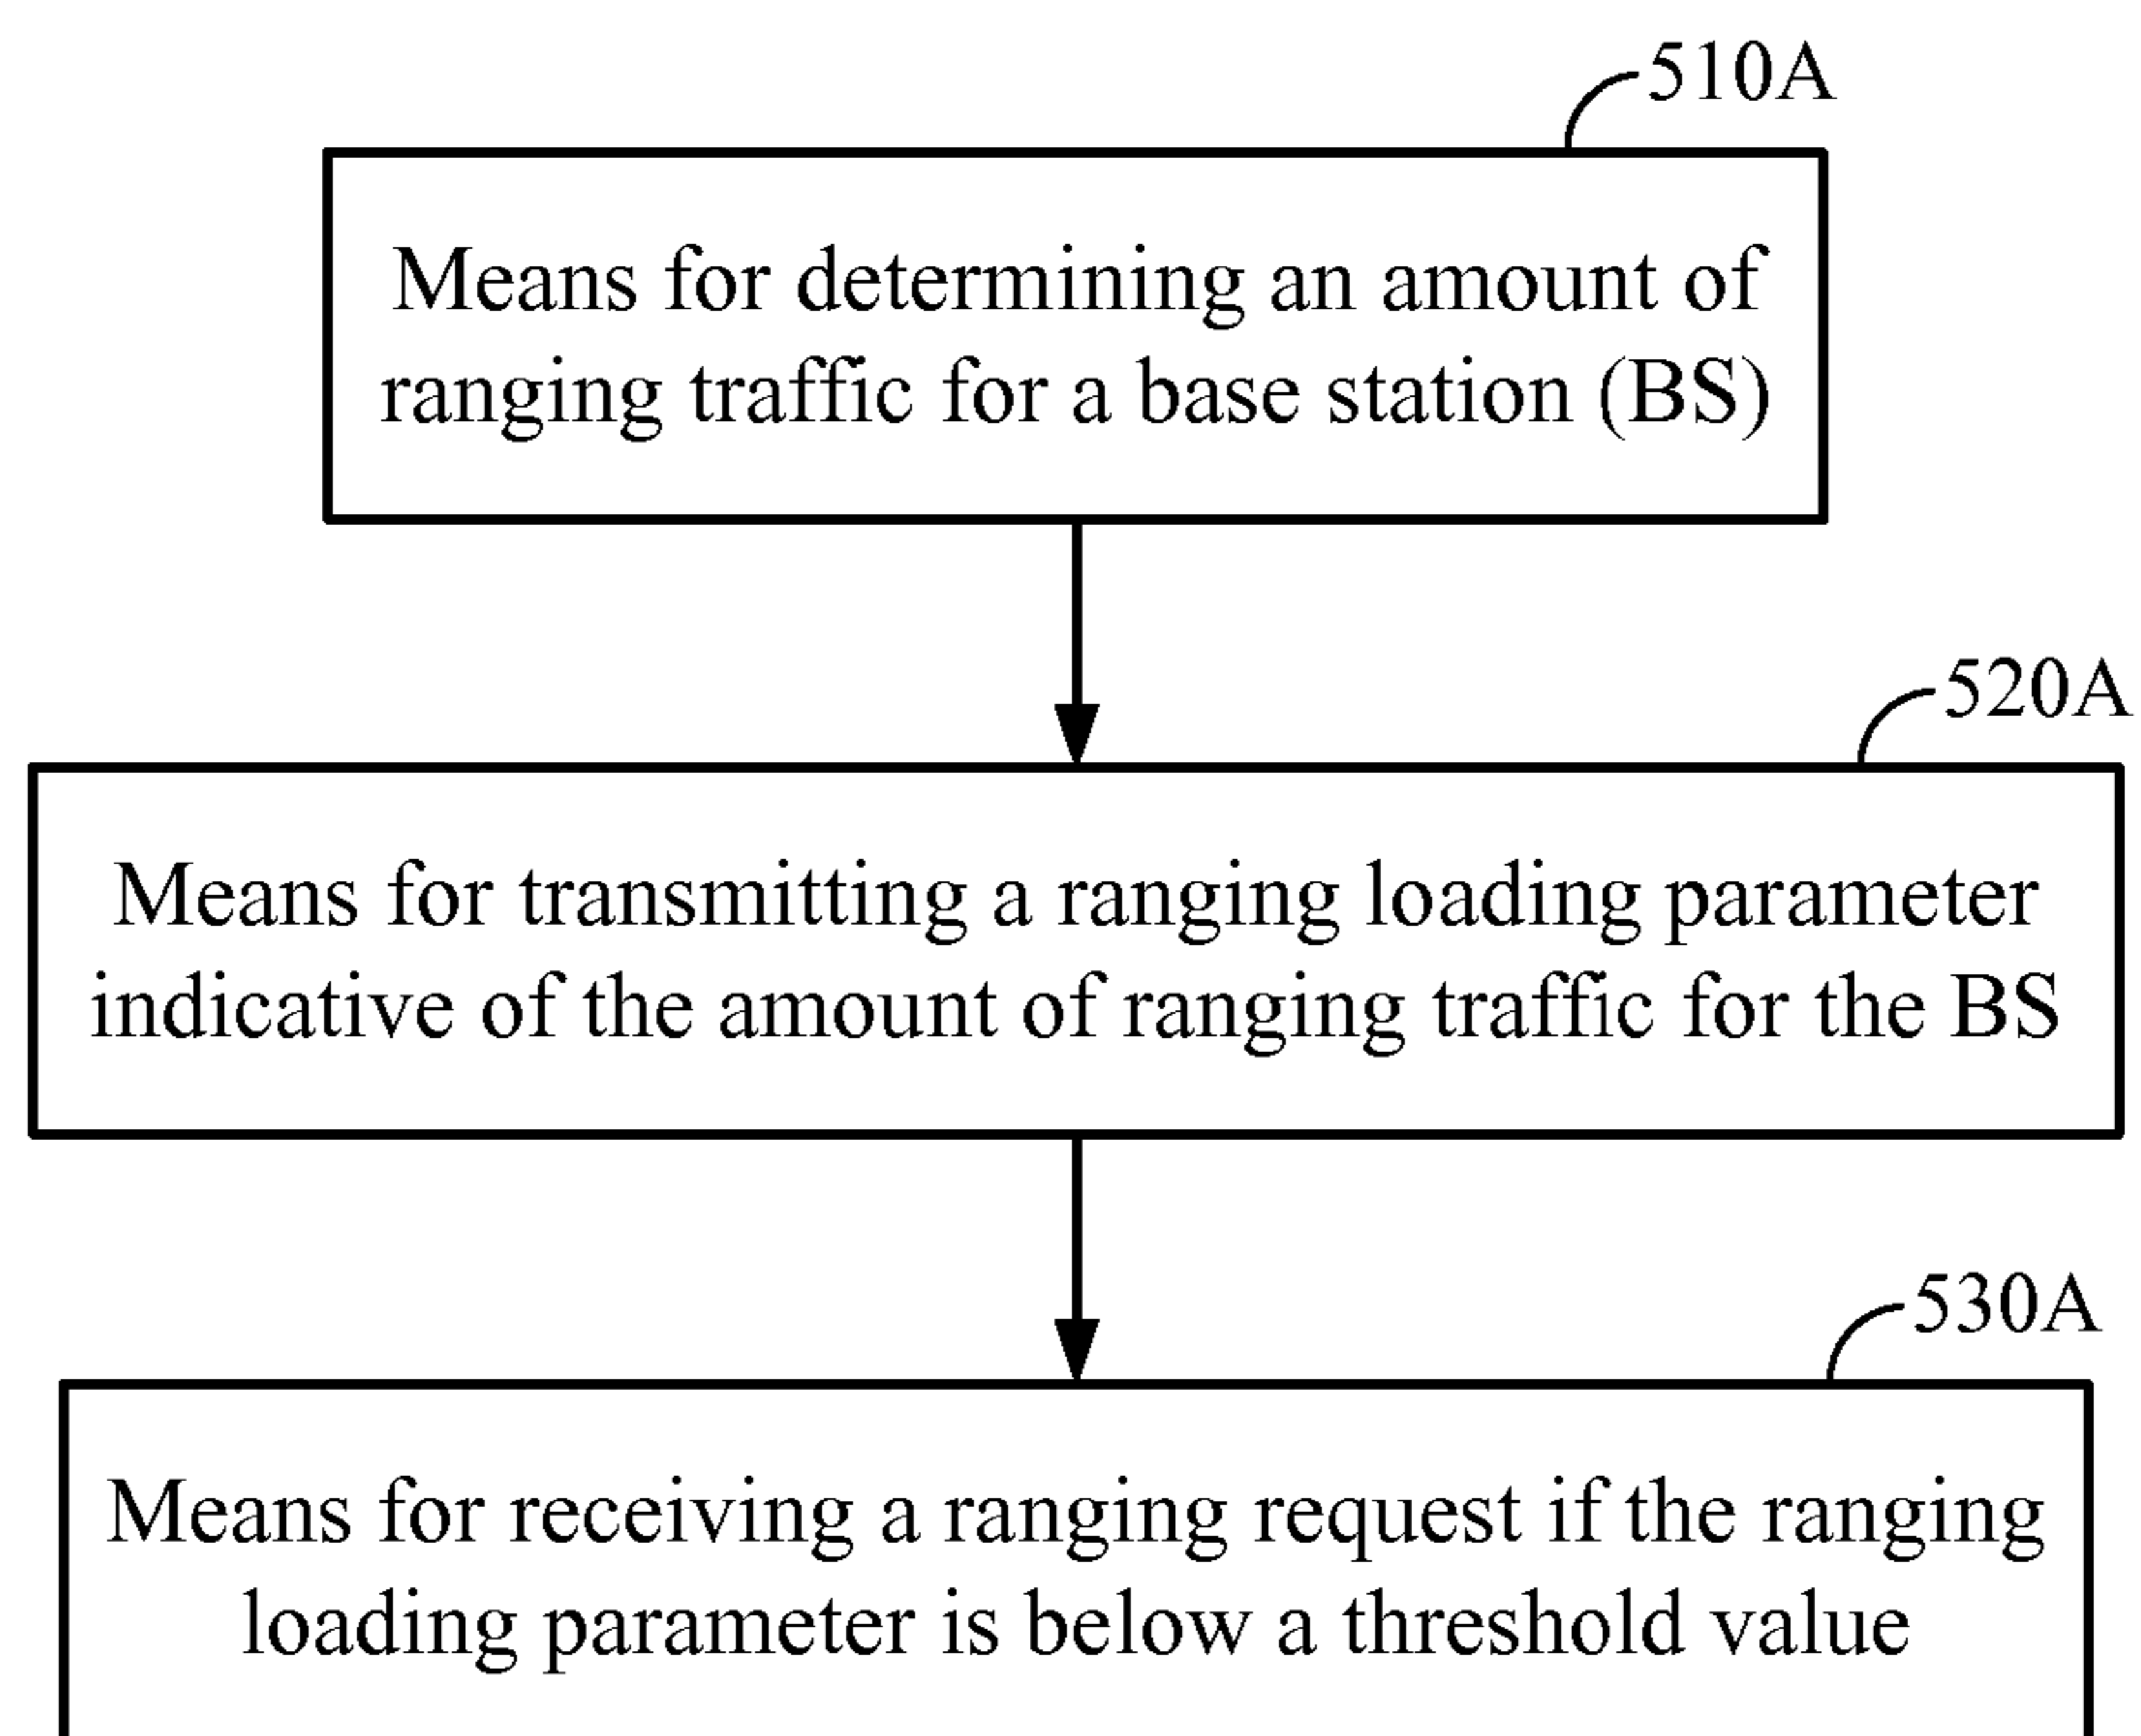 510A
Means for determining an amount of
ranging traffic for a base station (BS)
520A
Means for transmitting a ranging loading parameter
indicative of the amount of ranging traffic for the BS
530A
Means for receiving a ranging request if the ranging
loading parameter is below a threshold value